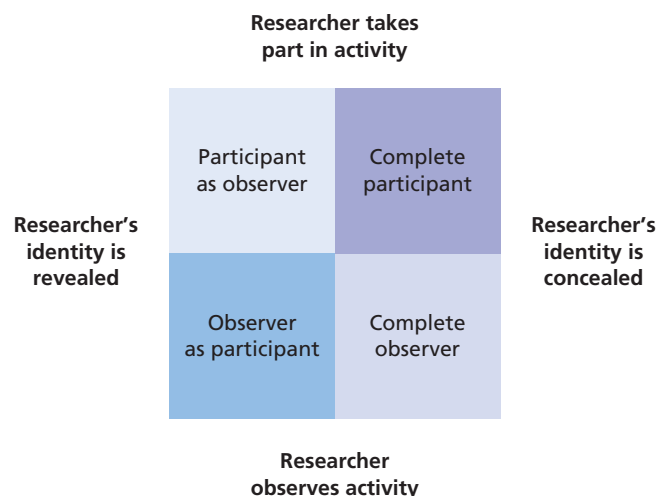 Researcher takes
part in activity
Participant
as observer
Complete
participant
Researcher’s
identity is
revealed
Researcher’s
identity is
concealed
Observer
as participant
Complete
observer
Researcher
observes activity